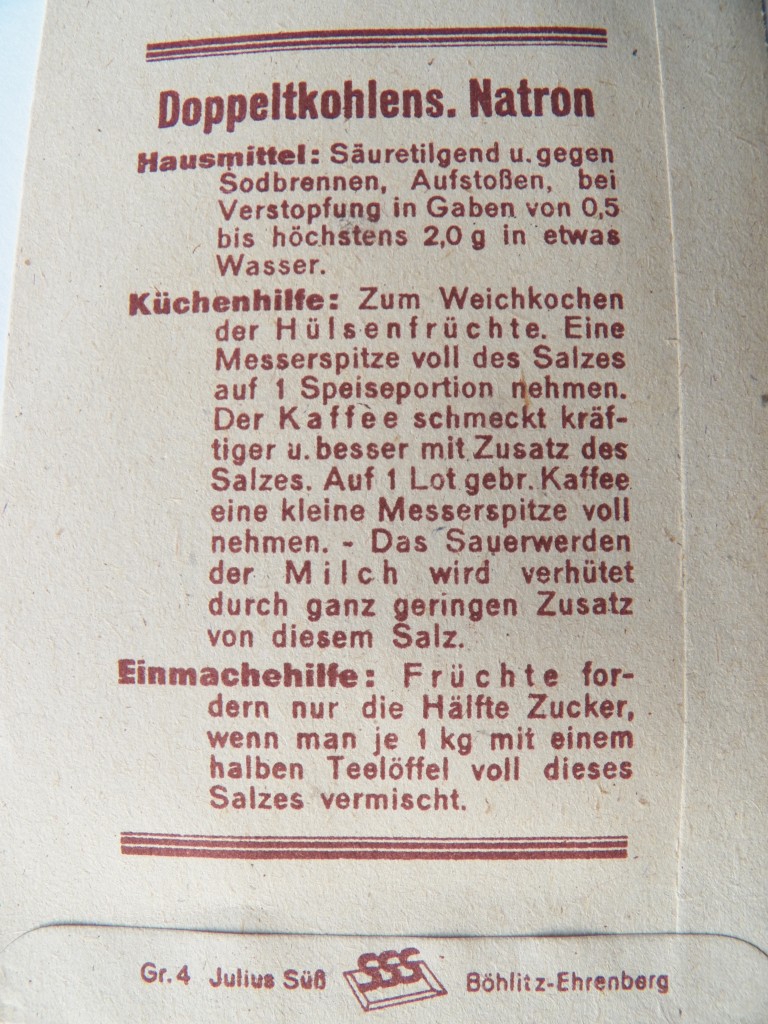 Doppeltkohlens. Natron
Hausmittel: Säuretilgend u. gegen
Sodbrennen, Aufstoßen, bei
Verstopfung in Gaben von 0,5
bis höchstens 2,0 g in etwas
Wasser.
Küchenhilfe: Zum Weichkochen
der Hülsenfrüchte. Eine
Messerspitze voll des Salzes
auf 1 Speiseportion nehmen.
Der Kaffee schmeckt kräf-
tiger u. besser mit Zusatz des
Salzes. Auf 1 Lot gebr. Kaffee
eine kleine Messerspitze voll
nehmen. - Das Sauerwerden
der Milch wird verhütet
durch ganz geringen Zusatz
von diesem Salz.
Einmachehilfe: Früchte for-
dern nur die Hälfte Zucker,
wenn man je 1 kg mit einem
halben Teelöffel voll dieses
Salzes vermischt.
Gr. 4 Julius Süß SSS Böhlitz-Ehrenberg